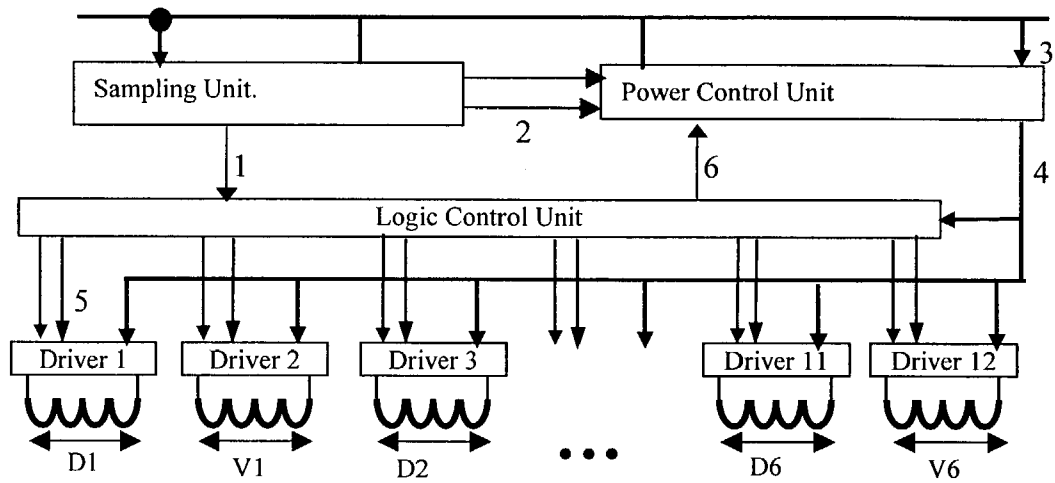 3
Sampling Unit.
Power Control Unit
2
1
6
4
Logic Control Unit
5
Driver 1
Driver 2
Driver 3
Driver 11
Driver 12
D1
V1
D2
• • •
D6
V6